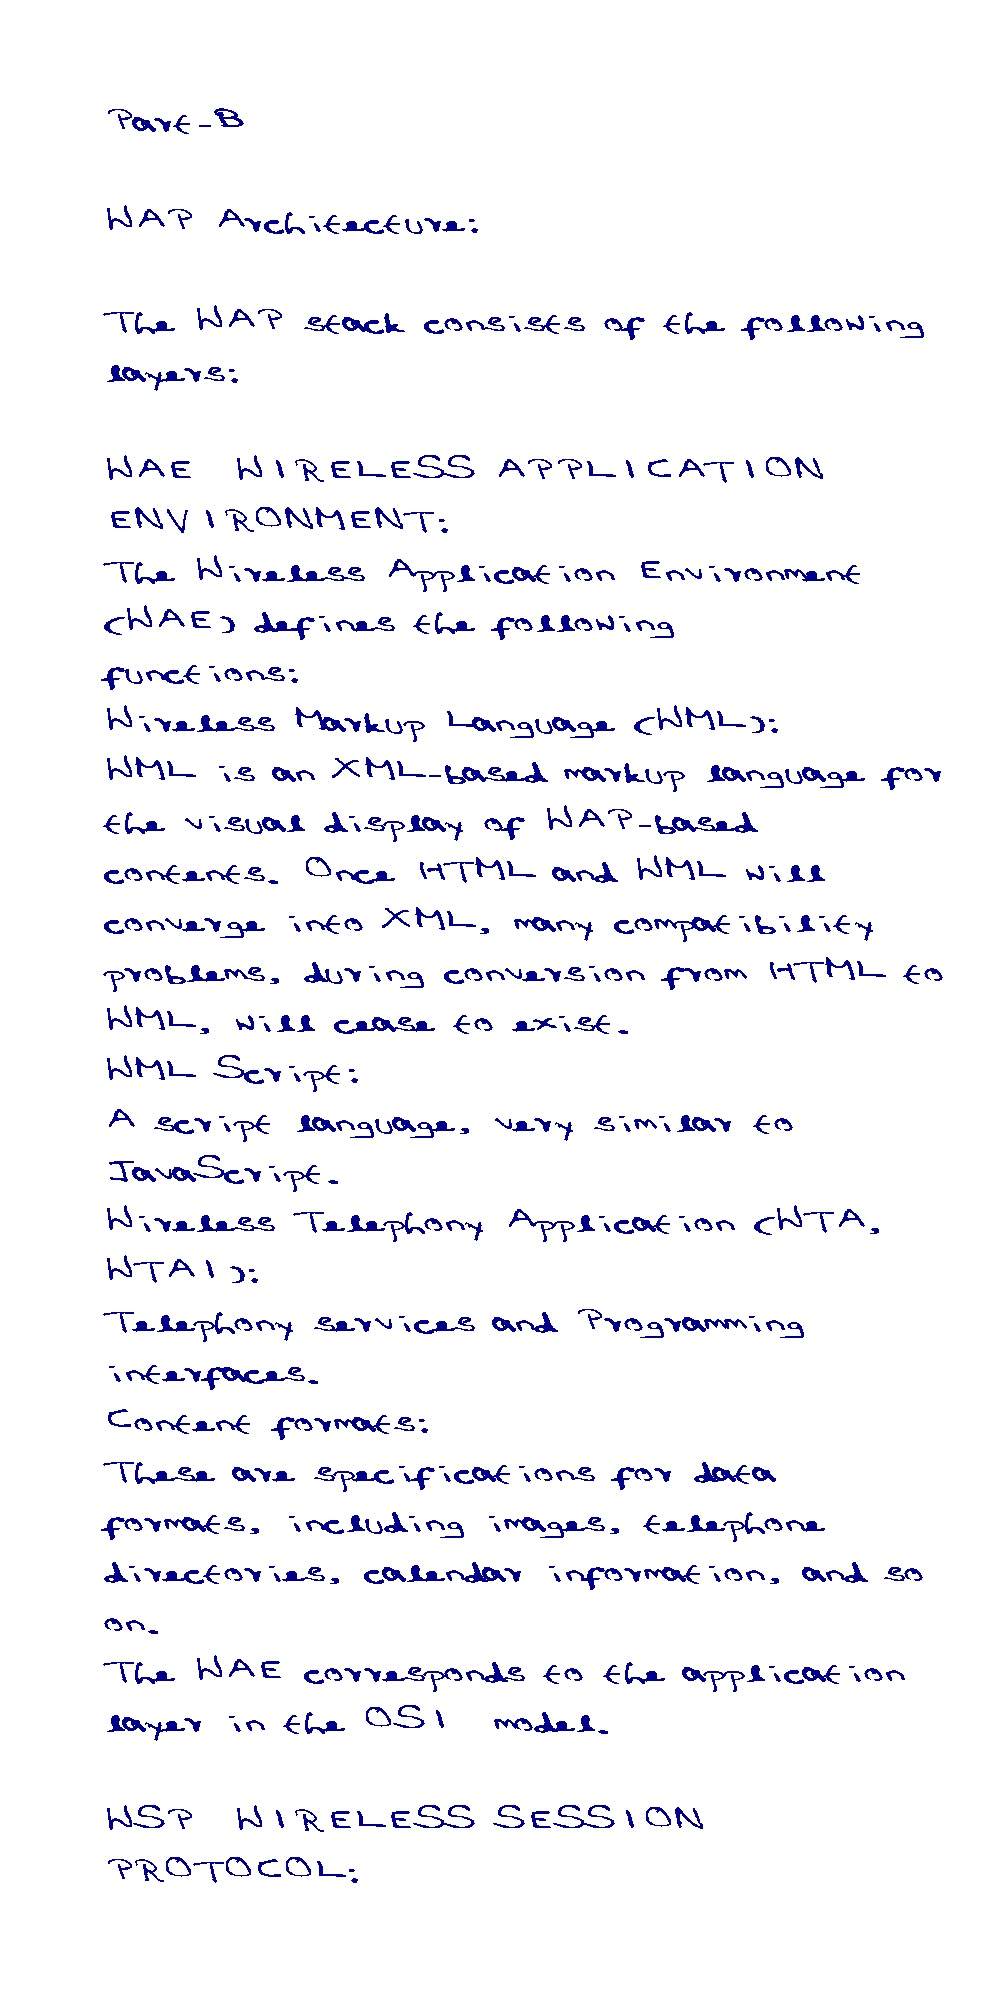 Part-B
WAP Architecture:
The WAP stack consists of the following
layers:
WAE WIRELESS APPLICATION
ENVIRONMENT:
The Wireless Application Environment
(WAE) defines the following
functions:
Wireless Markup Language (WML):
WML is an XML-based markup language for
the visual display of WAP-based
contents. Once HTML and WML will
converge into XML, many compatibility
problems, during conversion from HTML to
WML, will cease to exist.
WML Script:
A script language, very similar to
JavaScript.
Wireless Telephony Application (WTA,
WTAI):
Telephony services and Programming
interfaces.
Content formats:
These are specifications for data
formats, including images, telephone
directories, calendar information, and so
on.
The WAE corresponds to the application
layer in the OSI model.
WSP WIRELESS SESSION
PROTOCOL: